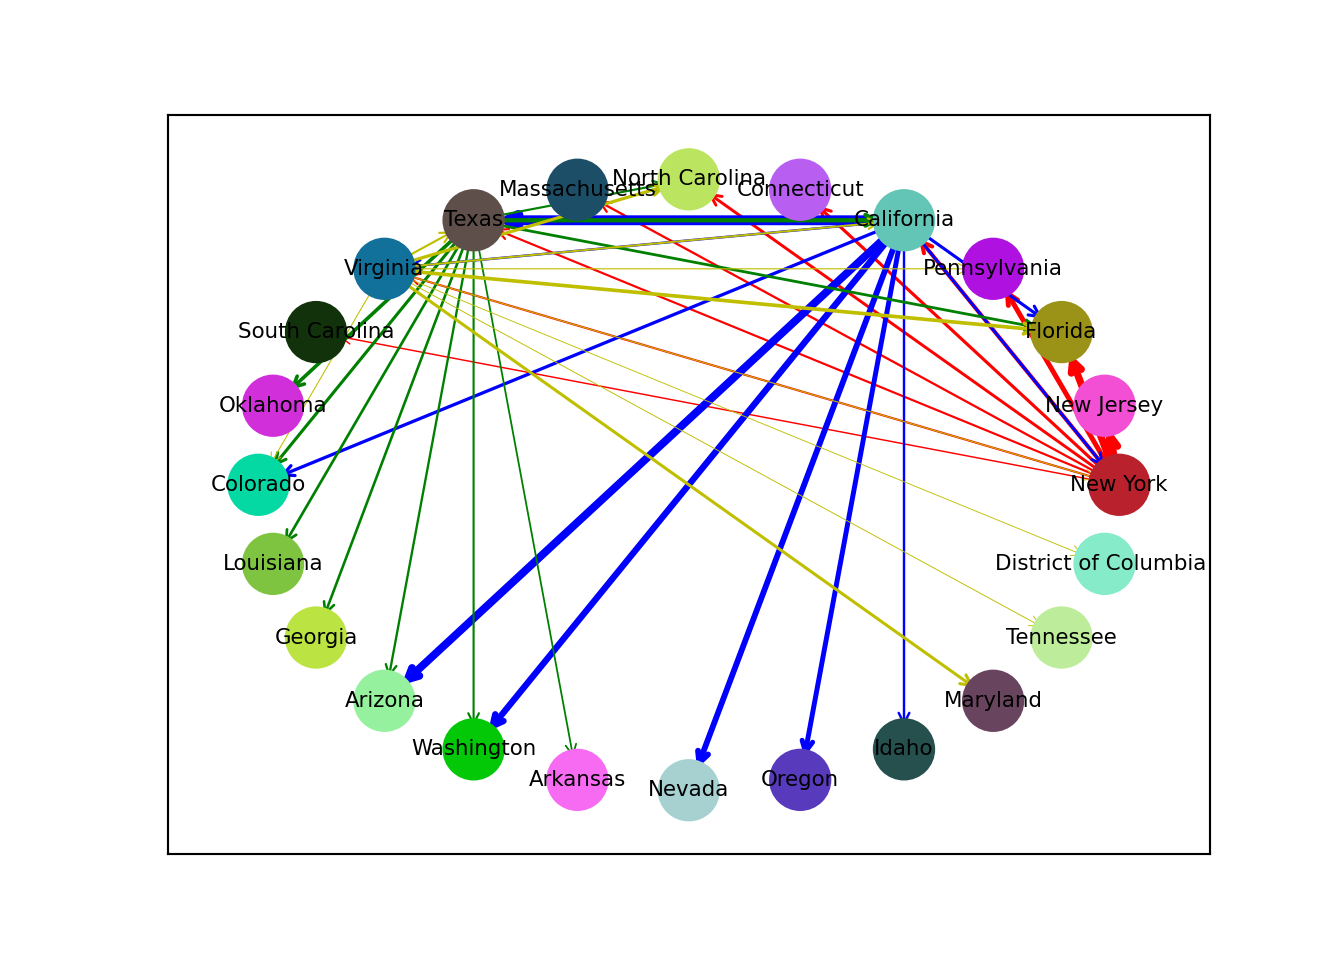 North Carolina
Massachusetts
Connecticut
Texas
California
Virginia
Pennsylvania
South Carolina
Florida
Oklahoma
New Jersey
Colorado
New York
Louisiana
District of Columbia
Georgia
Tennessee
Arizona
Maryland
Washington
Idaho
Arkansas
Oregon
Nevada